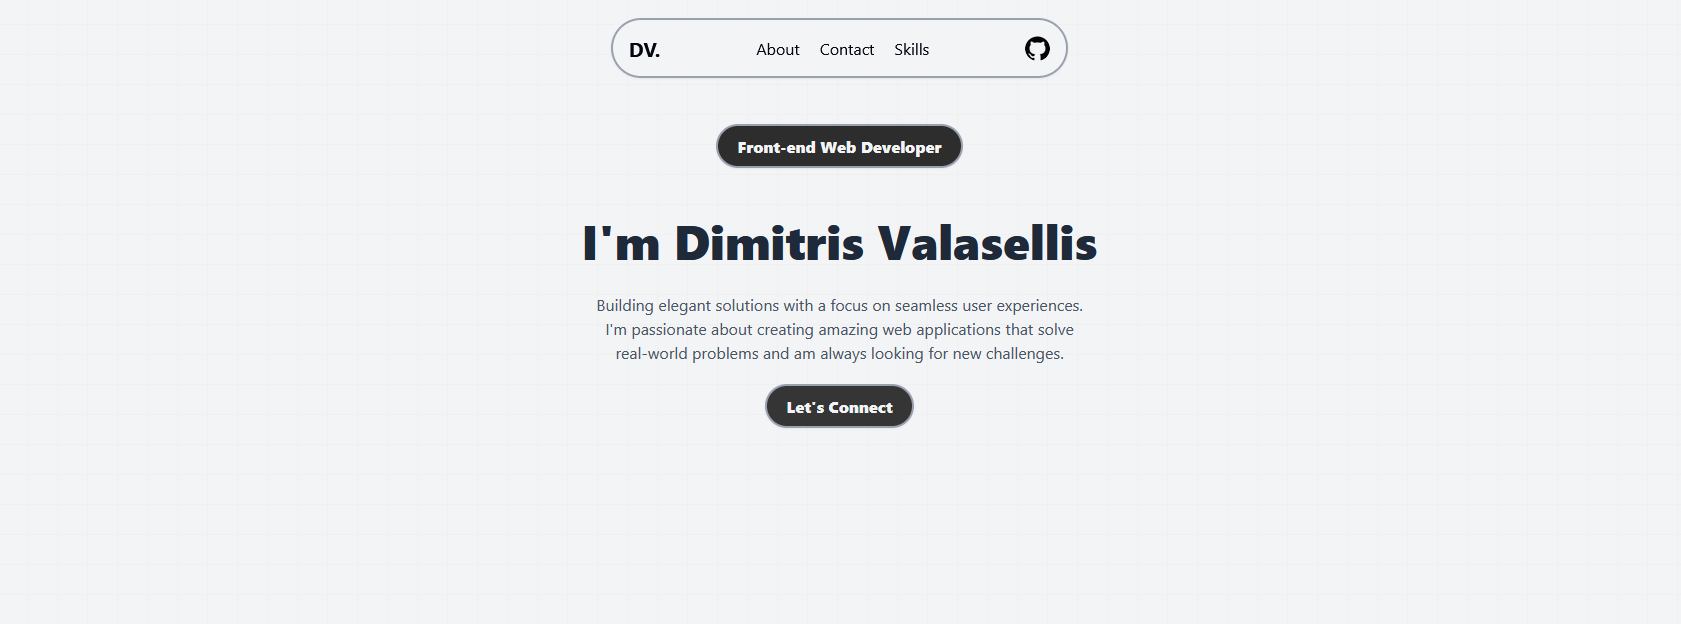 DV. About Contact Skills
Front-end Web Developer
I'm Dimitris Valasellis
Building elegant solutions with a focus on seamless user experiences.
I'm passionate about creating amazing web applications that solve
real-world problems and am always looking for new challenges.
Let's Connect